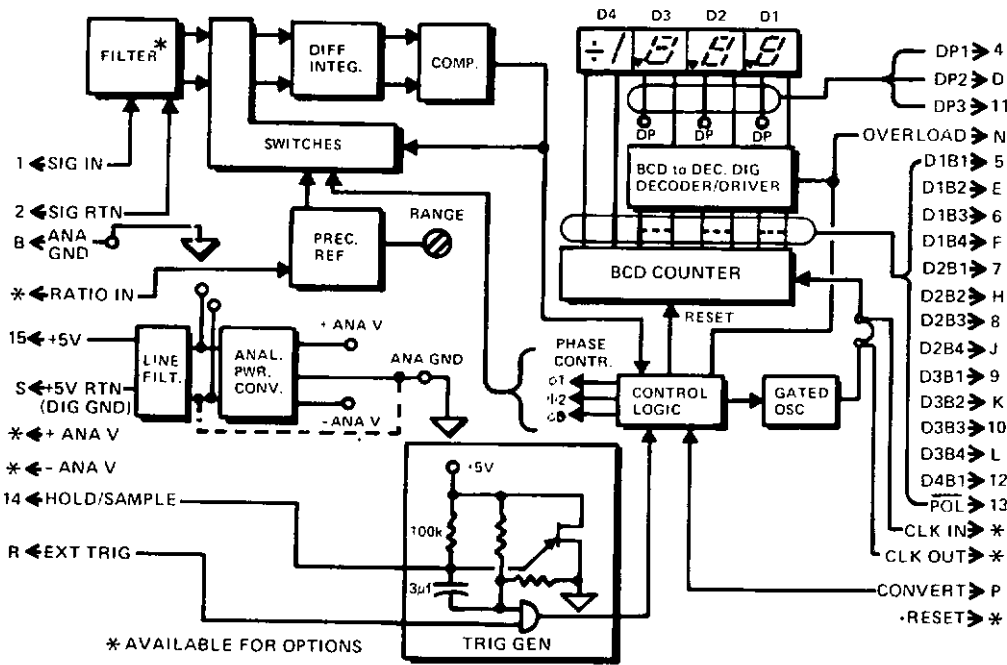 D4 D3 D2 D1
÷1 8 8 8
FILTER*
DIFF
INTEG.
COMP.
SWITCHES
DP DP DP
BCD to DEC. DIG
DECODER/DRIVER
DP1 4
DP2 D
DP3 11
OVERLOAD N
D1B1 5
D1B2 E
D1B3 6
D1B4 F
D2B1 7
D2B2 H
D2B3 8
D2B4 J
D3B1 9
D3B2 K
D3B3 10
D3B4 L
D4B1 12
POL 13
CLK IN *
CLK OUT *
CONVERT P
RESET *
1 SIG IN
2 SIG RTN
B ANA
GND
* RATIO IN
PREC.
REF
RANGE
BCD COUNTER
RESET
15 +5V
S +5V RTN
(DIG GND)
* + ANA V
* - ANA V
LINE
FILT.
ANAL.
PWR.
CONV.
+ ANA V
- ANA V
ANA GND
PHASE
CONTR.
CONTROL
LOGIC
GATED
OSC
14 HOLD/SAMPLE
R EXT TRIG
+5V
100k
3µf
TRIG GEN
* AVAILABLE FOR OPTIONS